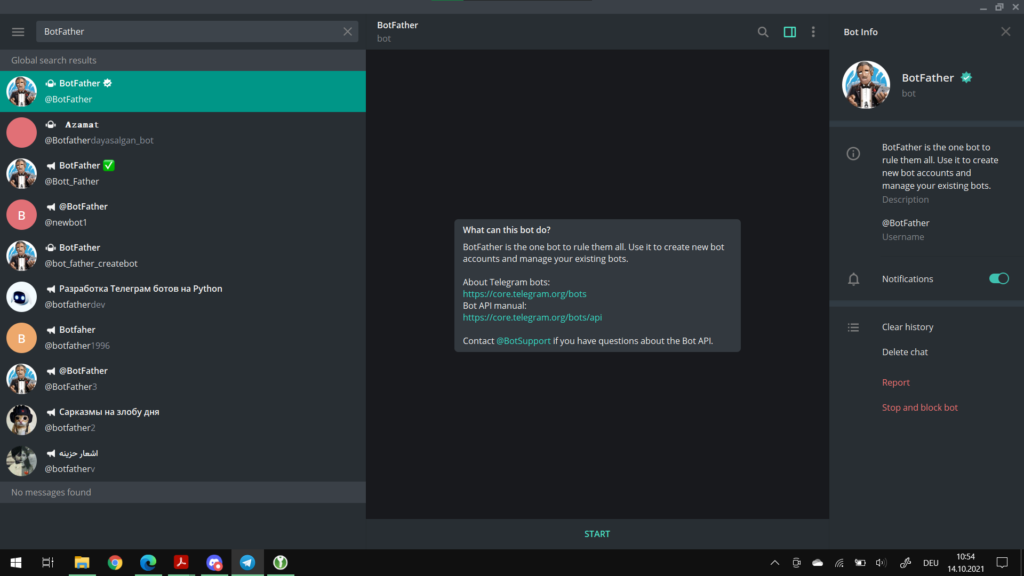 BotFather
Global search results
BotFather
@BotFather
Azamat
@Botfatherdayasalgan_bot
BotFather
@Bott_Father
B
@BotFather
@newbot1
BotFather
@bot_father_createbot
Разработка Телеграм ботов на Python
@botfatherdev
B
Botfaher
@botfather1996
@BotFather
@BotFather3
Сарказмы на злобу дня
@botfather2
اشعار حزينه
@botfatherv
No messages found
BotFather
bot
What can this bot do?
BotFather is the one bot to rule them all. Use it to create new bot
accounts and manage your existing bots.
About Telegram bots:
https://core.telegram.org/bots
Bot API manual:
https://core.telegram.org/bots/api
Contact @BotSupport if you have questions about the Bot API.
START
Bot Info
BotFather
bot
BotFather is the one bot to
rule them all. Use it to create
new bot accounts and
manage your existing bots.
Description
@BotFather
Username
Notifications
Clear history
Delete chat
Report
Stop and block bot
DEU
10:54
14.10.2021